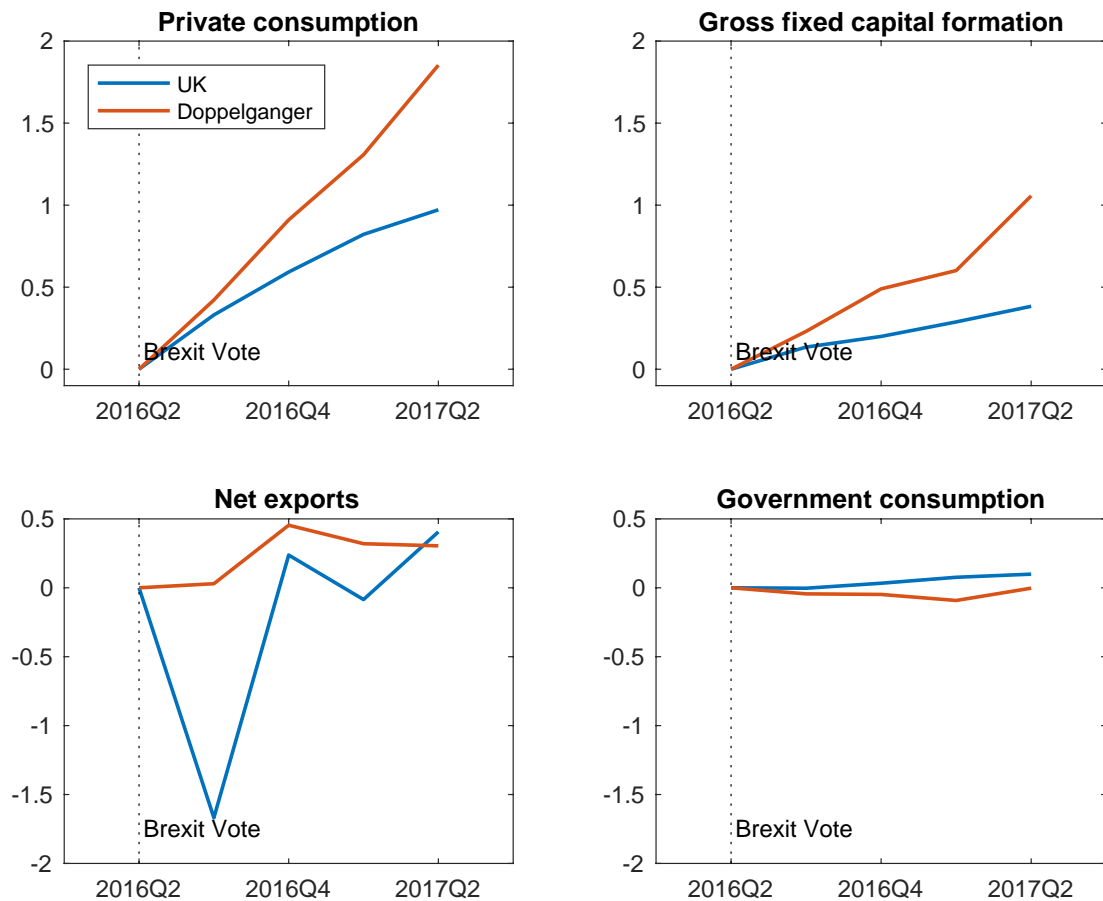 Private consumption
2
1.5
1
0.5
0
UK
Doppelganger
Brexit Vote
2016Q2 2016Q4 2017Q2
Gross fixed capital formation
2
1.5
1
0.5
0
Brexit Vote
2016Q2 2016Q4 2017Q2
Net exports
0.5
0
-0.5
-1
-1.5
-2
Brexit Vote
2016Q2 2016Q4 2017Q2
Government consumption
0.5
0
-0.5
-1
-1.5
-2
Brexit Vote
2016Q2 2016Q4 2017Q2